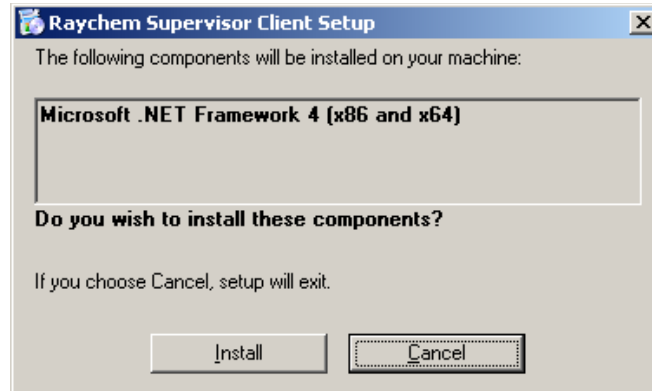 Raychem Supervisor Client Setup
The following components will be installed on your machine:
Microsoft .NET Framework 4 (x86 and x64)
Do you wish to install these components?
If you choose Cancel, setup will exit.
Install
Cancel